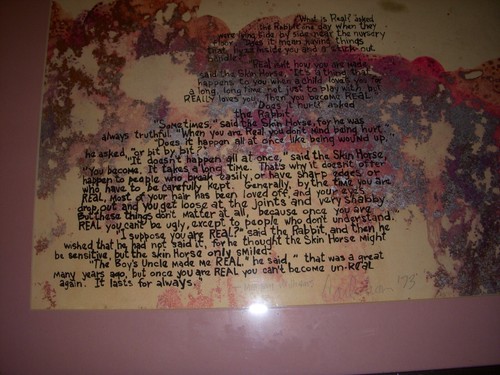 "What is Real?" asked
the Rabbit one day when they
were lying side by side near the nursery
floor. "Does it mean having things
that buzz inside you and a stick-out
handle?"
"Real isn't how you are made,"
said the Skin Horse. "It's a thing that
happens to you when a child loves you for
a long, long time, not just to play with, but
REALLY loves you. Then you become REAL."
"Does it hurt?" asked
the Rabbit.
"Sometimes," said the Skin Horse, for he was
always truthful. "When you are Real you don't mind being hurt."
"Does it happen all at once like being wound up,"
he asked, "or bit by bit?"
"It doesn't happen all at once," said the Skin Horse,
"You become. It takes a long time. That's why it doesn't often
happen to people who break easily, or have sharp edges, or
who have to be carefully kept. Generally, by the time you are
REAL, most of your hair has been loved off, and your eyes
drop out and you get loose at the joints and very shabby.
But these things don't matter at all, because once you are
REAL you can't be ugly, except to people who don't understand.
"I suppose you are REAL?" said the Rabbit, and then he
wished that he had not said it, for he thought the Skin Horse might
be sensitive, but the Skin Horse only smiled.
"The Boy's Uncle made me REAL," he said, "that was a great
many years ago, but once you are REAL you can't become un-REAL
again. It lasts for always."
'75